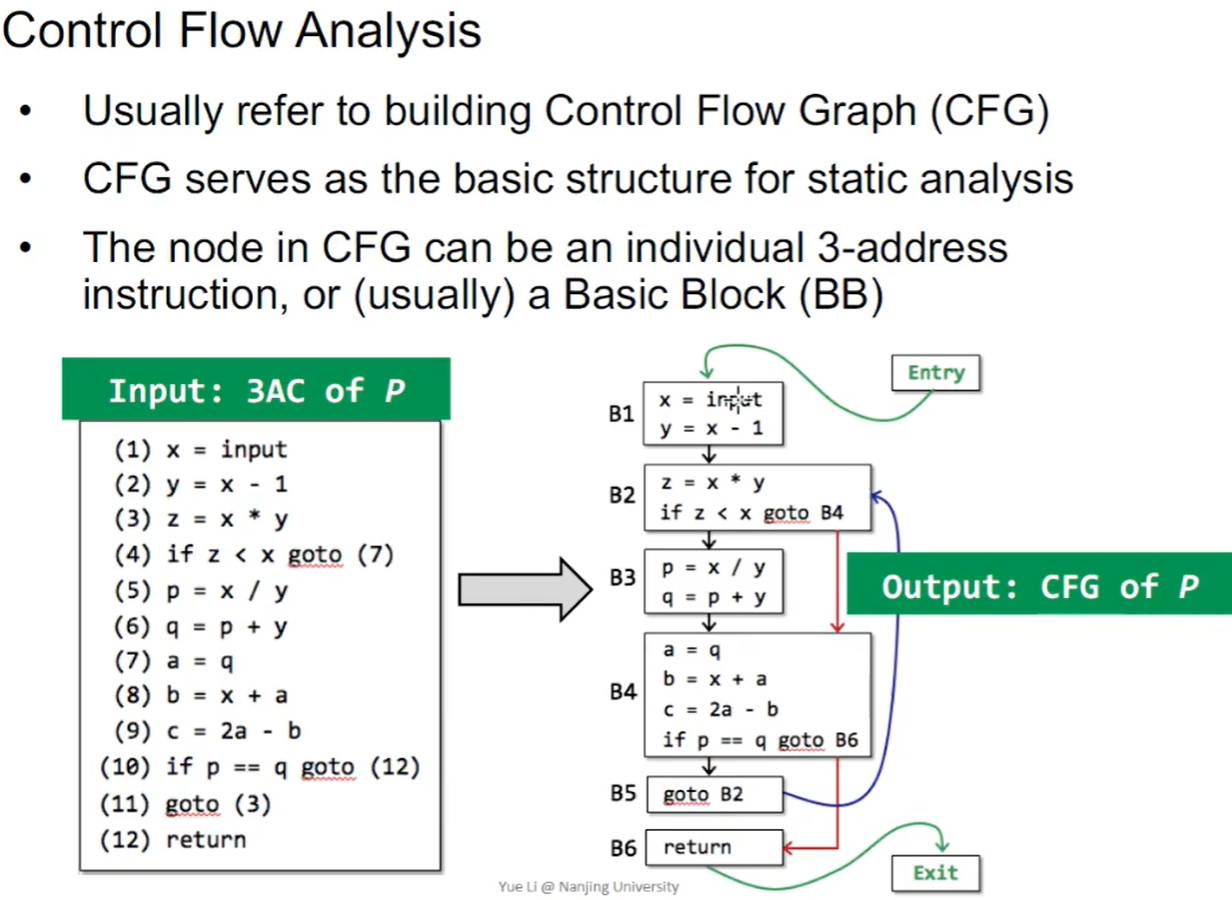 Control Flow Analysis
• Usually refer to building Control Flow Graph (CFG)
• CFG serves as the basic structure for static analysis
• The node in CFG can be an individual 3-address
instruction, or (usually) a Basic Block (BB)
Input: 3AC of P
(1) x = input
(2) y = x - 1
(3) z = x * y
(4) if z < x goto (7)
(5) p = x / y
(6) q = p + y
(7) a = q
(8) b = x + a
(9) c = 2a - b
(10) if p == q goto (12)
(11) goto (3)
(12) return
Entry
B1
x = input
y = x - 1
B2
z = x * y
if z < x goto B4
B3
p = x / y
q = p + y
Output: CFG of P
B4
a = q
b = x + a
c = 2a - b
if p == q goto B6
B5
goto B2
B6
return
Exit
Yue Li @ Nanjing University